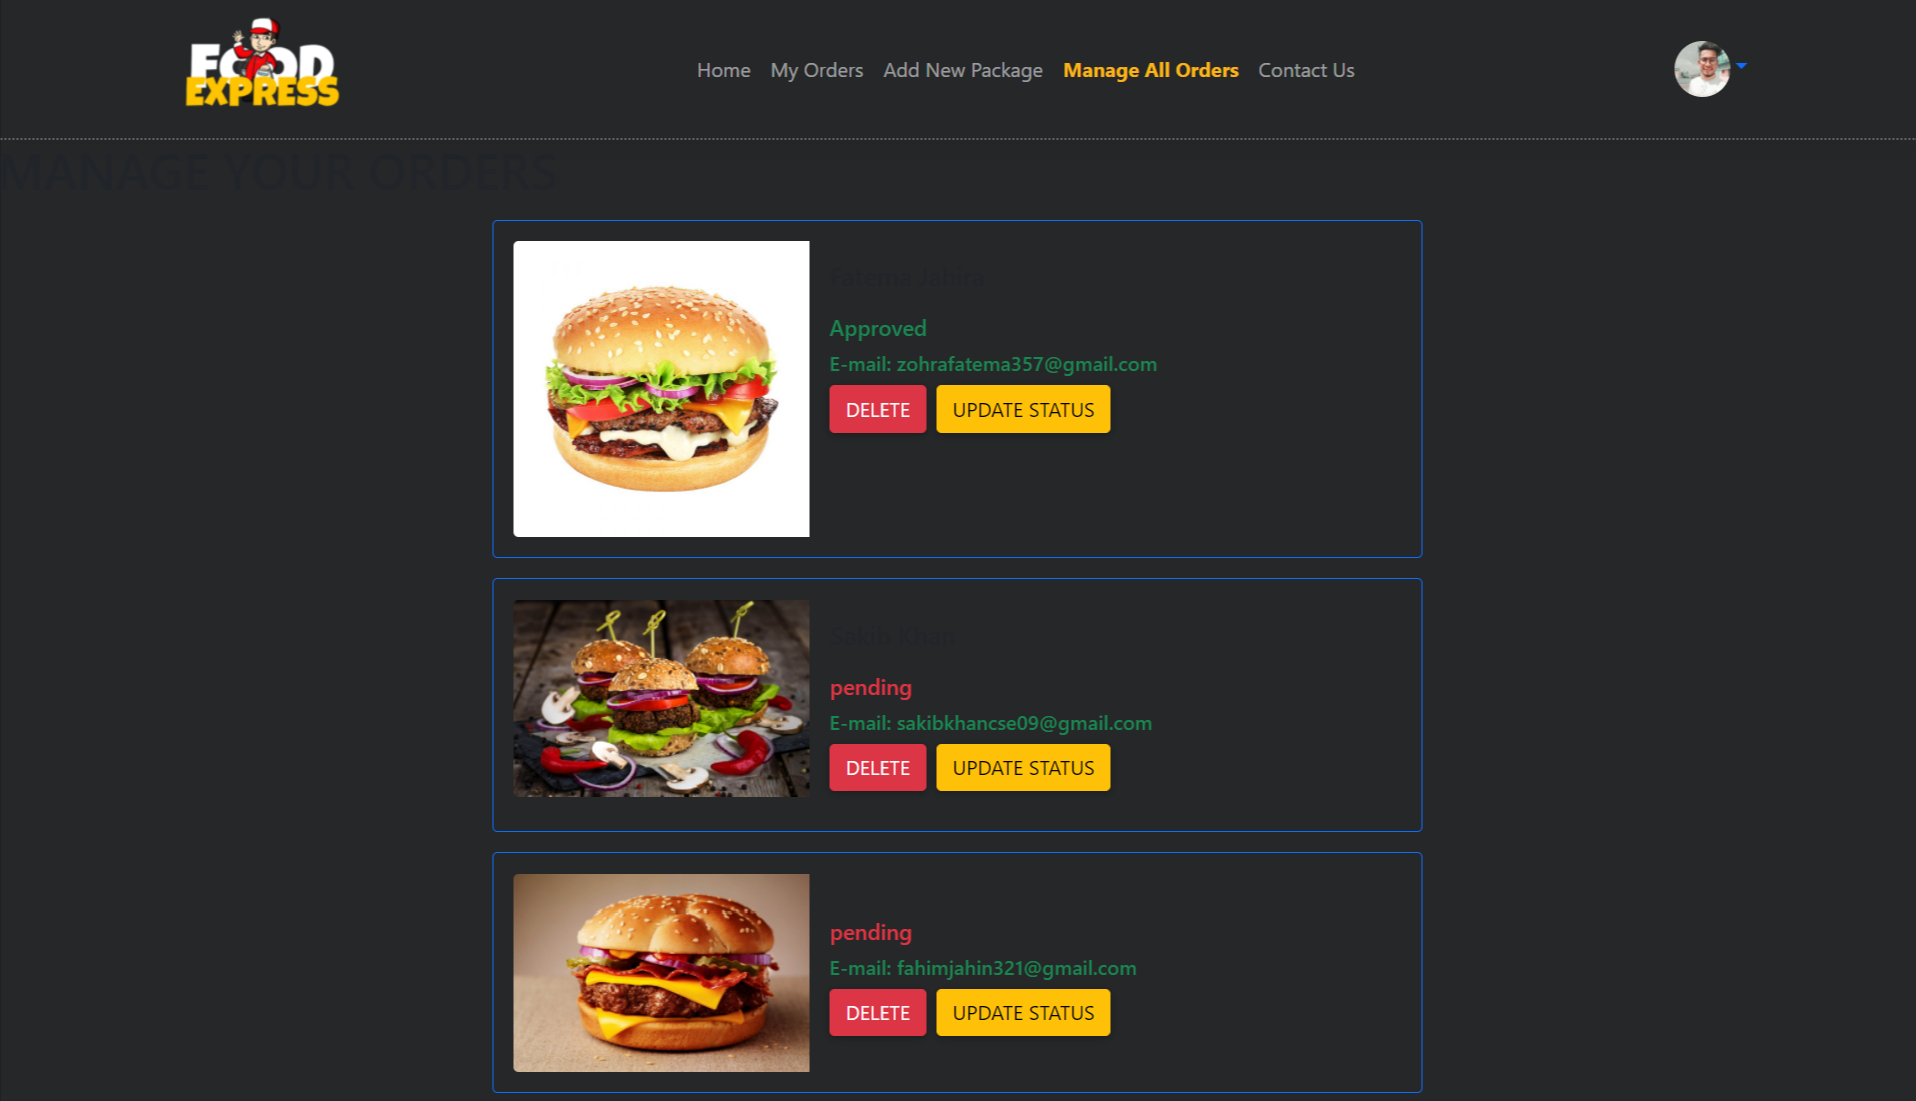 FOOD
EXPRESS
Home My Orders Add New Package Manage All Orders Contact Us
MANAGE YOUR ORDERS
Fatema Jahira
Approved
E-mail: zohrafatema357@gmail.com
DELETE UPDATE STATUS
Sakib Khan
pending
E-mail: sakibkhancse09@gmail.com
DELETE UPDATE STATUS
pending
E-mail: fahimjahin321@gmail.com
DELETE UPDATE STATUS